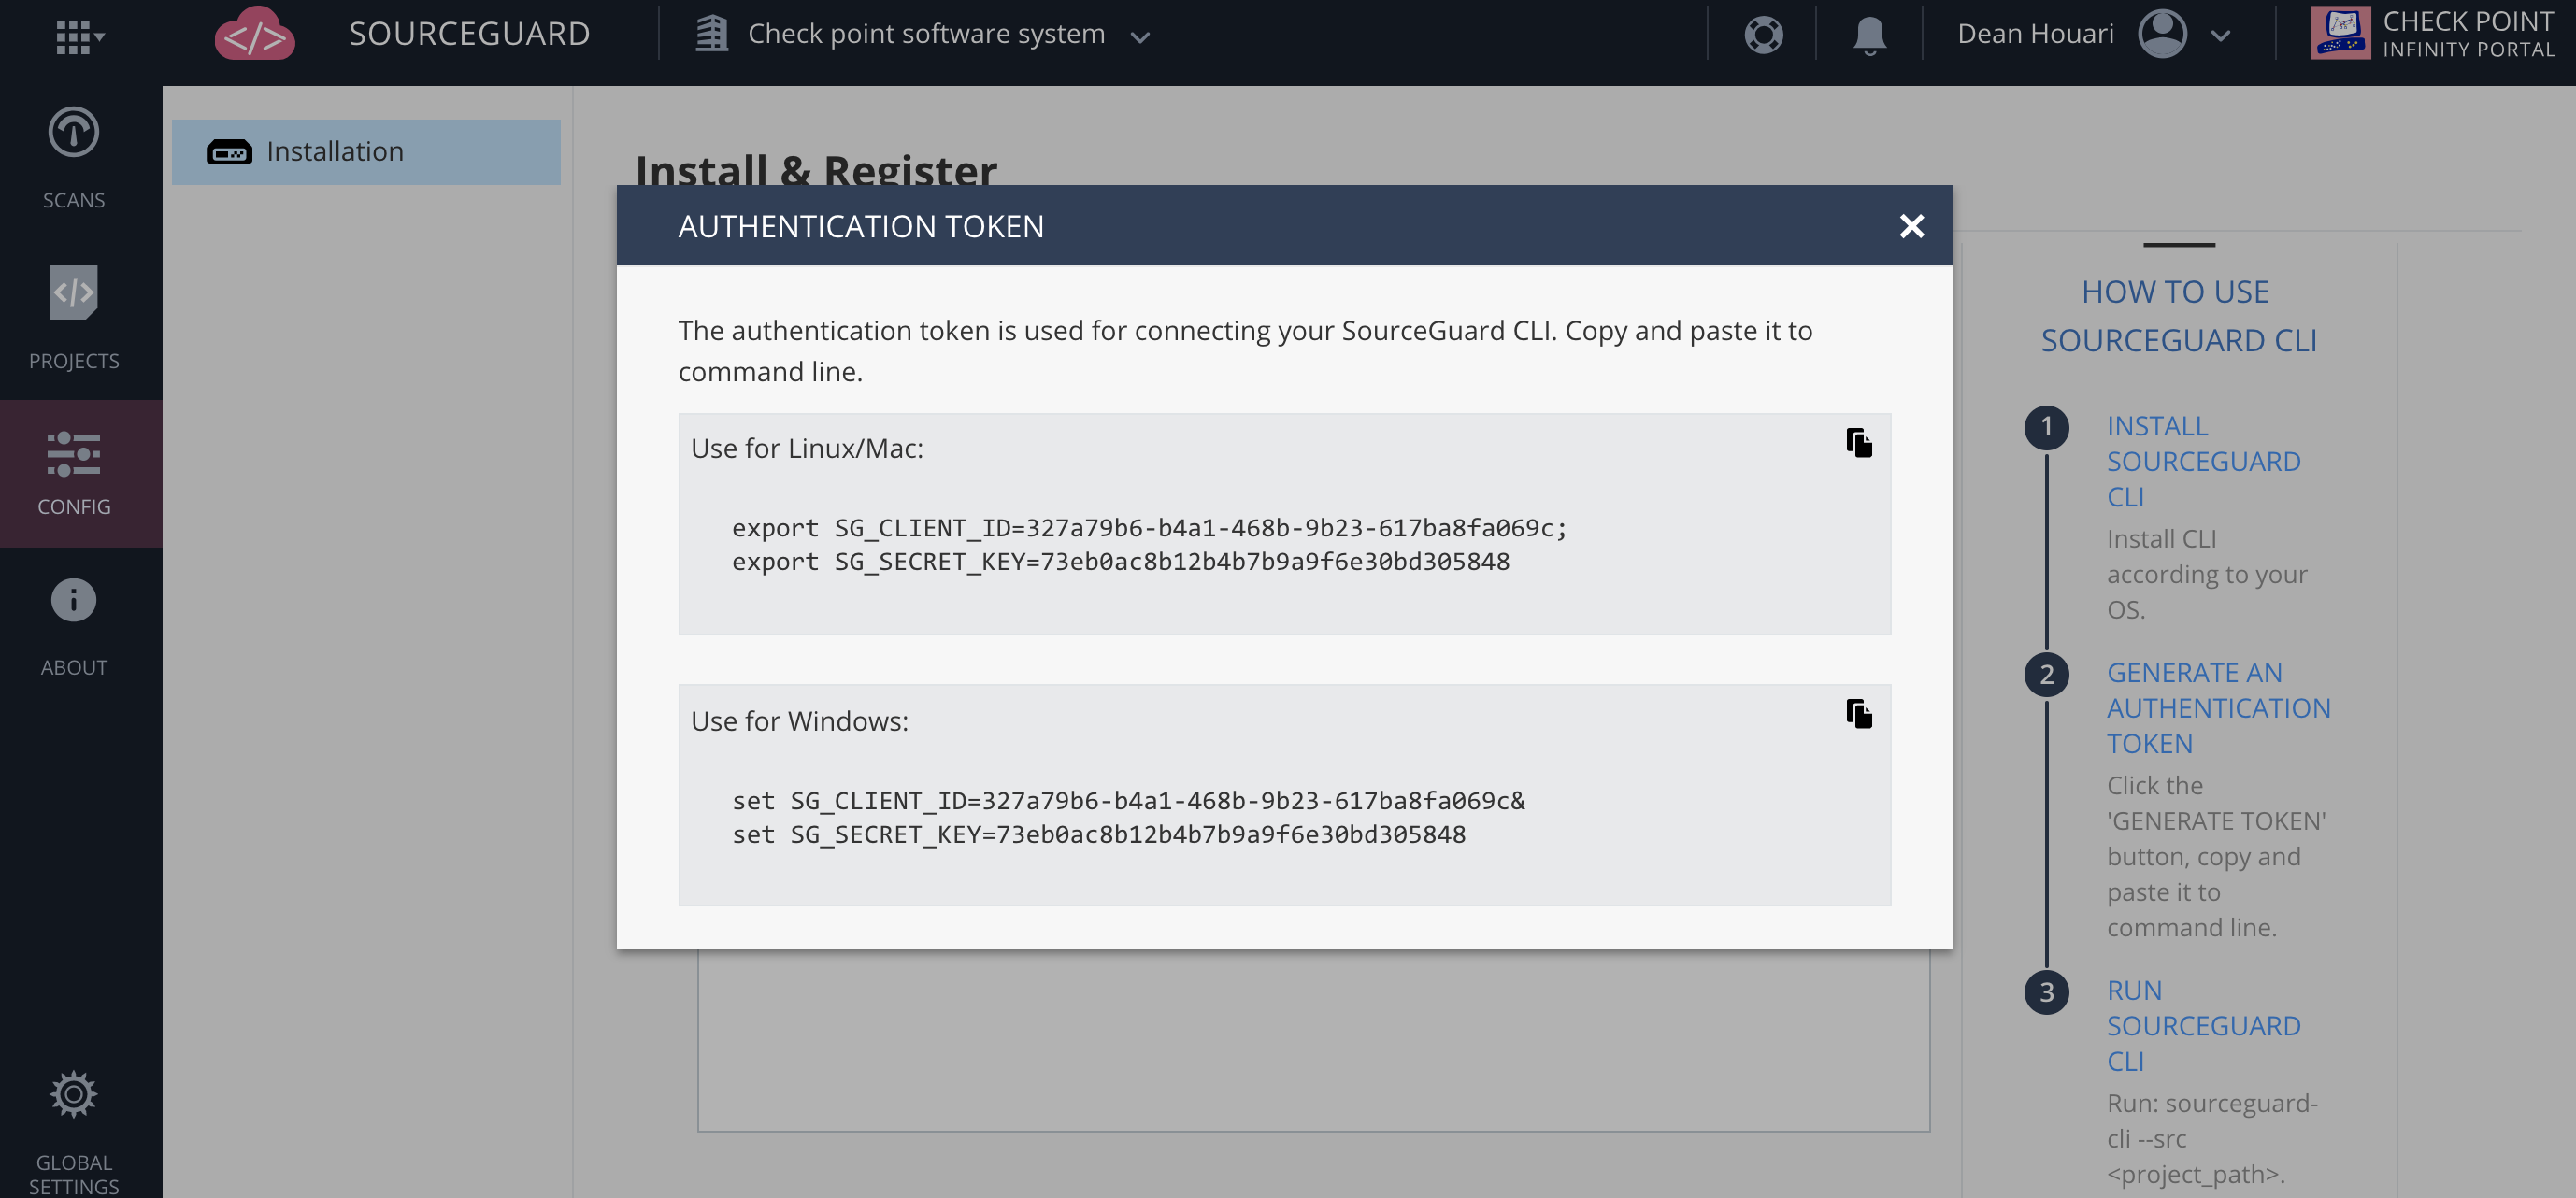 SOURCEGUARD
Check point software system
Dean Houari
CHECK POINT
INFINITY PORTAL
SCANS
PROJECTS
CONFIG
ABOUT
GLOBAL
SETTINGS
Installation
Install & Register
AUTHENTICATION TOKEN
The authentication token is used for connecting your SourceGuard CLI. Copy and paste it to
command line.
Use for Linux/Mac:
export SG_CLIENT_ID=327a79b6-b4a1-468b-9b23-617ba8fa069c;
export SG_SECRET_KEY=73eb0ac8b12b4b7b9a9f6e30bd305848
Use for Windows:
set SG_CLIENT_ID=327a79b6-b4a1-468b-9b23-617ba8fa069c&
set SG_SECRET_KEY=73eb0ac8b12b4b7b9a9f6e30bd305848
HOW TO USE
SOURCEGUARD CLI
1
INSTALL
SOURCEGUARD
CLI
Install CLI
according to your
OS.
2
GENERATE AN
AUTHENTICATION
TOKEN
Click the
'GENERATE TOKEN'
button, copy and
paste it to
command line.
3
RUN
SOURCEGUARD
CLI
Run: sourceguard-
cli --src
<project_path>.